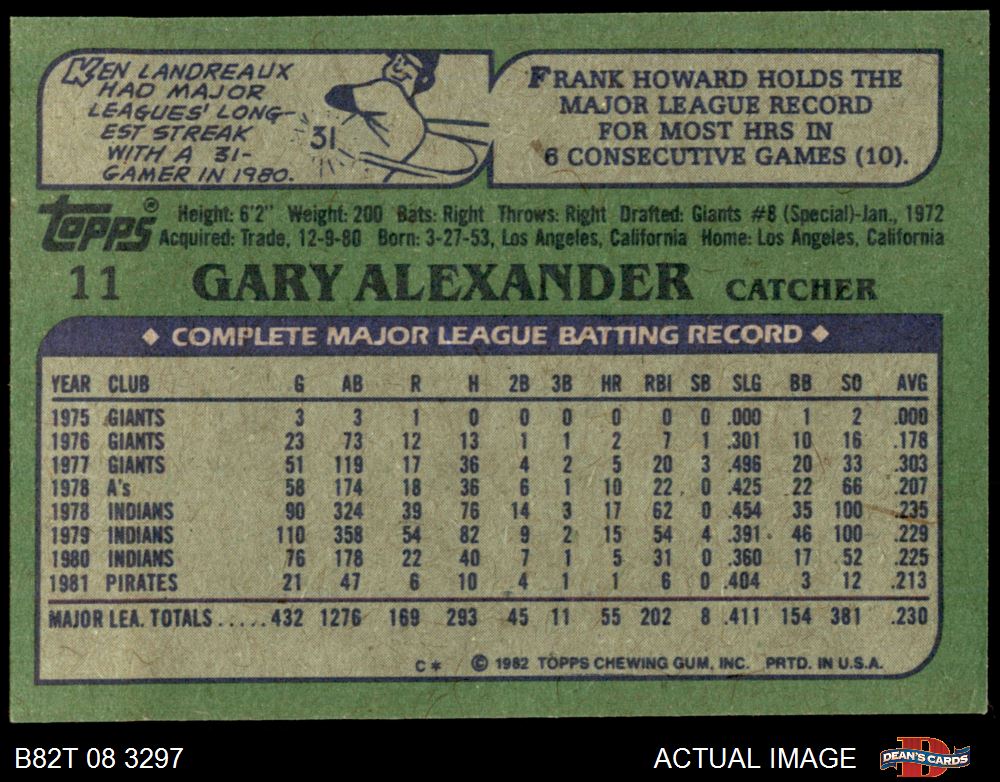 KEN LANDREAUX
HAD MAJOR
LEAGUES' LONG-
EST STREAK
WITH A 31-
GAMER IN 1980.
31
FRANK HOWARD HOLDS THE
MAJOR LEAGUE RECORD
FOR MOST HRS IN
6 CONSECUTIVE GAMES (10).
Topps® Height: 6'2" Weight: 200 Bats: Right Throws: Right Drafted: Giants #8 (Special)-Jan., 1972
Acquired: Trade, 12-9-80 Born: 3-27-53, Los Angeles, California Home: Los Angeles, California
11 GARY ALEXANDER CATCHER
◆ COMPLETE MAJOR LEAGUE BATTING RECORD ◆
YEAR CLUB G AB R H 2B 3B HR RBI SB SLG BB SO AVG
1975 GIANTS 3 3 1 0 0 0 0 0 0 .000 1 2 .000
1976 GIANTS 23 73 12 13 1 1 2 7 1 .301 10 16 .178
1977 GIANTS 51 119 17 36 4 2 5 20 3 .496 20 33 .303
1978 A's 58 174 18 36 6 1 10 22 0 .425 22 66 .207
1978 INDIANS 90 324 39 76 14 3 17 62 0 .454 35 100 .235
1979 INDIANS 110 358 54 82 9 2 15 54 4 .391 46 100 .229
1980 INDIANS 76 178 22 40 7 1 5 31 0 .360 17 52 .225
1981 PIRATES 21 47 6 10 4 1 1 6 0 .404 3 12 .213
MAJOR LEA. TOTALS.....432 1276 169 293 45 11 55 202 8 .411 154 381 .230
C* © 1982 TOPPS CHEWING GUM, INC. PRTD. IN U.S.A.
B82T 08 3297 ACTUAL IMAGE D DEAN'S CARDS